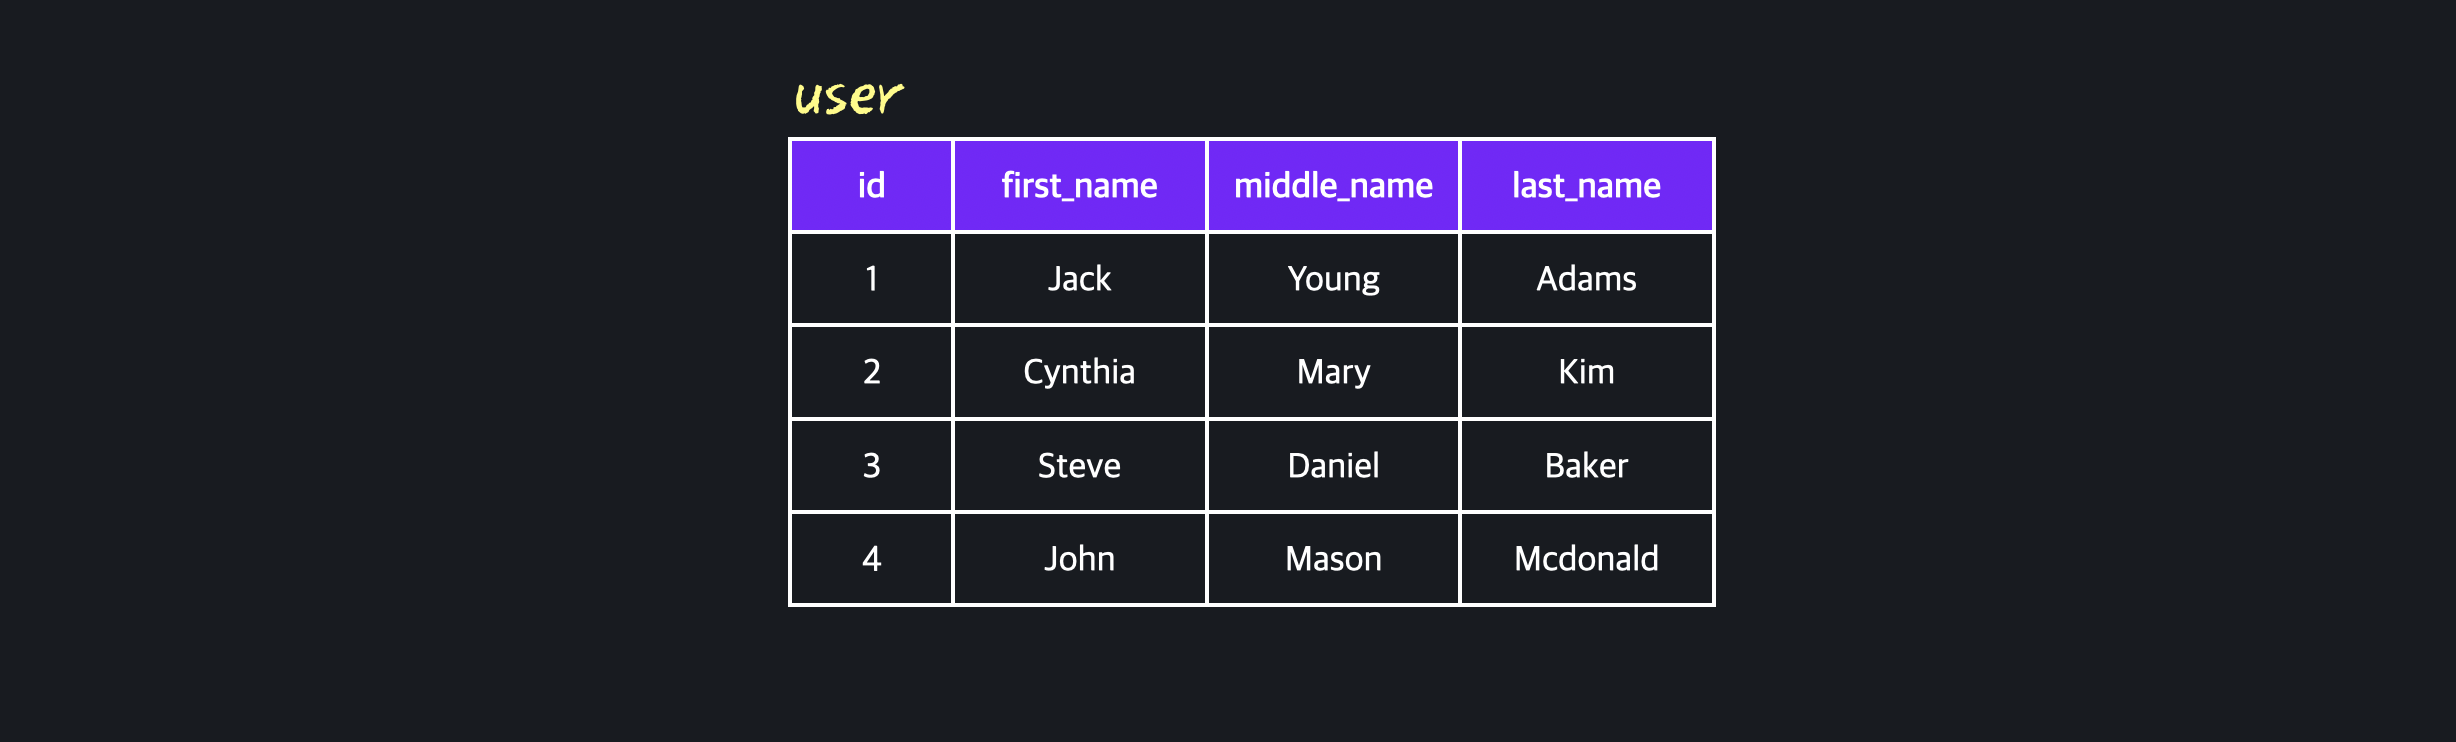 user
id first_name middle_name last_name
1 Jack Young Adams
2 Cynthia Mary Kim
3 Steve Daniel Baker
4 John Mason Mcdonald